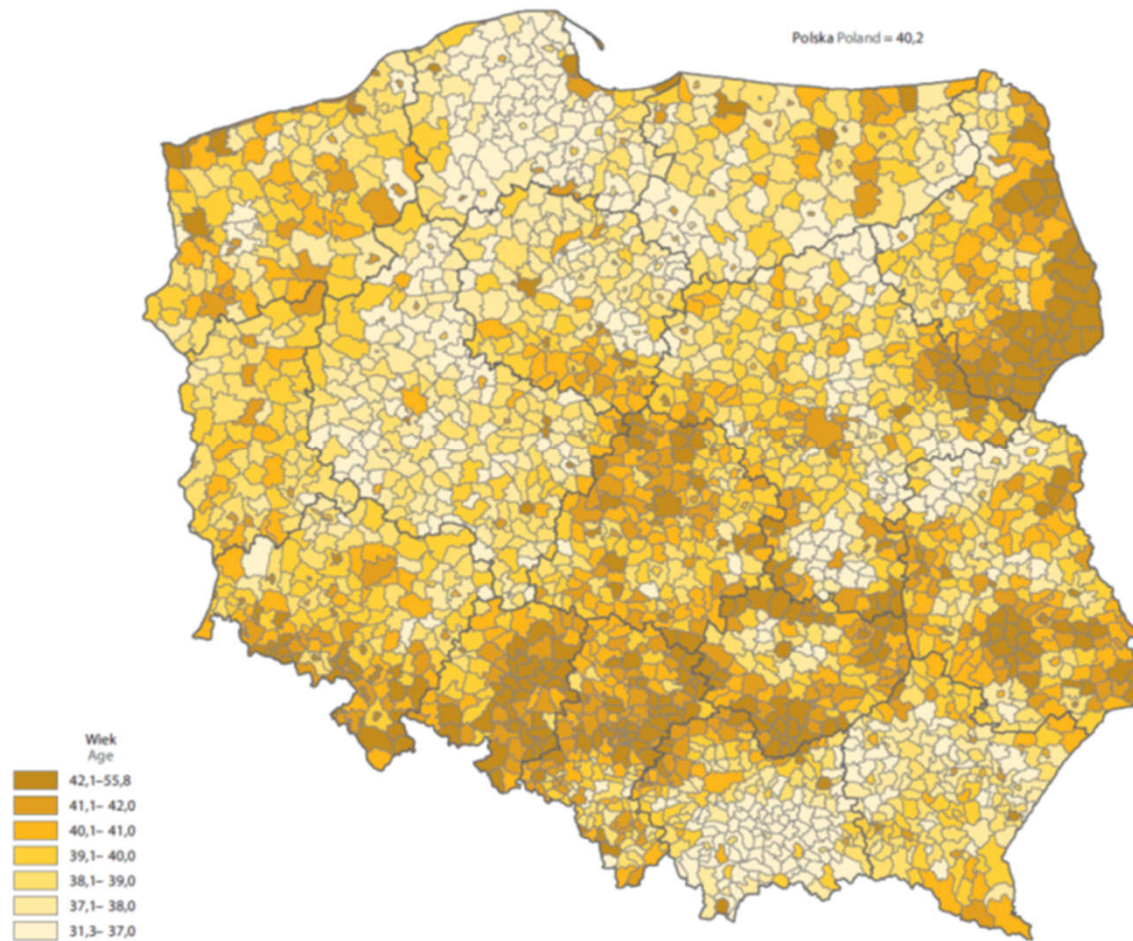 Polska Poland = 40,2
Wiek
Age
42,1–55,8
41,1– 42,0
40,1– 41,0
39,1– 40,0
38,1– 39,0
37,1– 38,0
31,3– 37,0